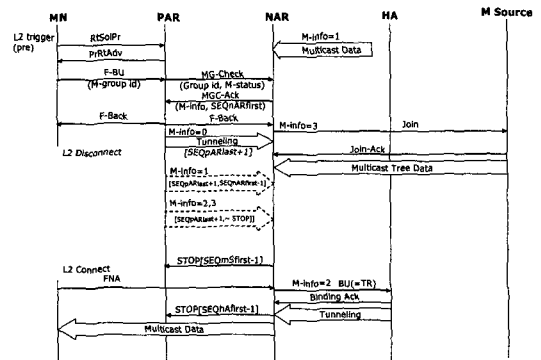 MN PAR NAR HA M Source
L2 trigger
(pre)
RtSolPr
PrRtAdv
M-info=1
Multicast Data
F-BU
(M-group id)
MG-Check
(Group id, M-status)
MGC-Ack
(M-info, SEQnARfirst)
F-Back
F-Back
M-info=0
Tunneling
[SEQpARlast+1]
M-info=3
Join
L2 Disconnect
Join-Ack
Multicast Tree Data
M-info=1
[SEQpARlast+1,SEQnARfirst-1]
M-info=2,3
[SEQpARlast+1,~ STOP]]
STOP[SEQmSfirst-1]
L2 Connect
FNA
M-info=2 BU(=TR)
Binding Ack
STOP[SEQhAfirst-1]
Tunneling
Multicast Data